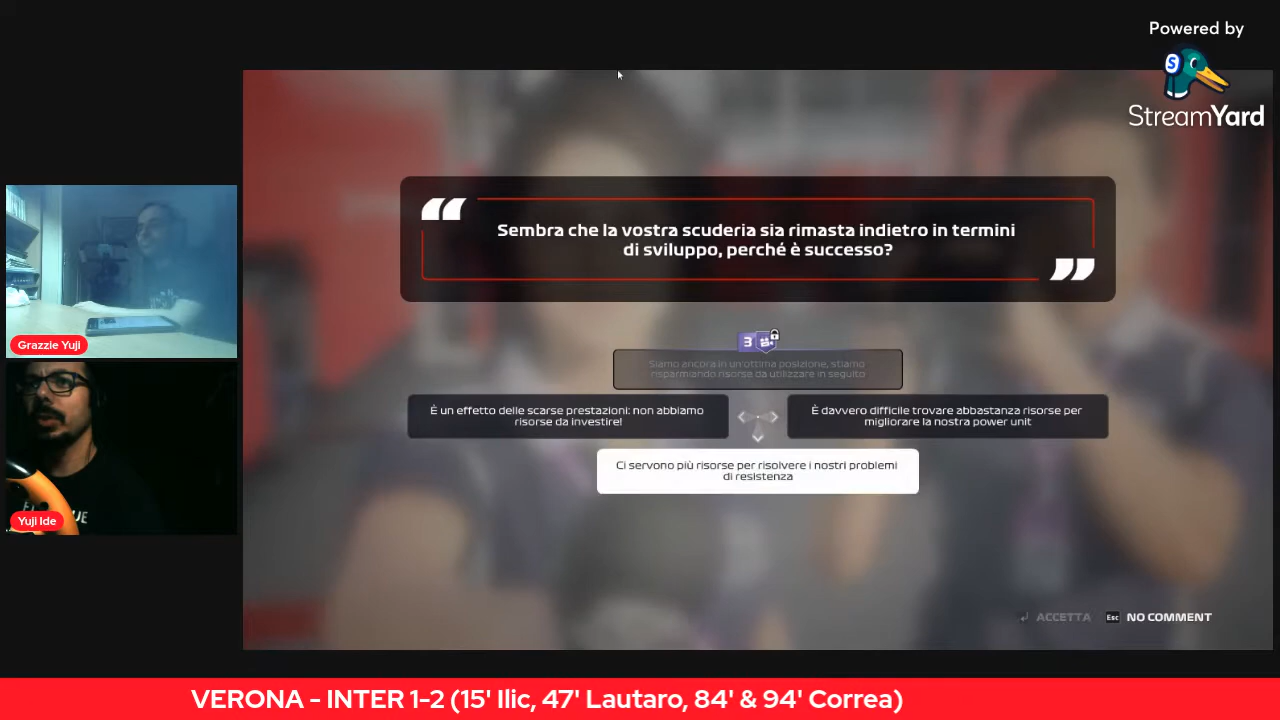 Powered by
StreamYard
Sembra che la vostra scuderia sia rimasta indietro in termini
di sviluppo, perché è successo?
3
Siamo ancora in un'ottima posizione, stiamo
risparmiando risorse da utilizzare in seguito
È un effetto delle scarse prestazioni: non abbiamo
risorse da investire!
È davvero difficile trovare abbastanza risorse per
migliorare la nostra power unit
Ci servono più risorse per risolvere i nostri problemi
di resistenza
Grazzie Yuji
Yuji Ide
ACCETTA
Esc NO COMMENT
VERONA - INTER 1-2 (15' Ilic, 47' Lautaro, 84' & 94' Correa)